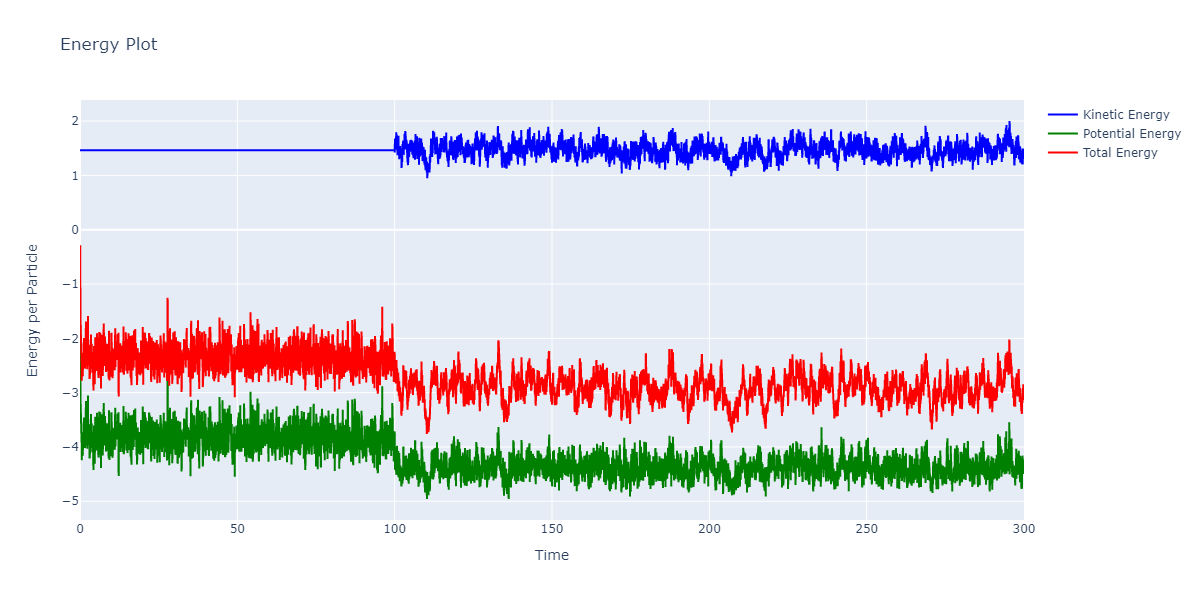 Energy Plot
Kinetic Energy
Potential Energy
Total Energy
Energy per Particle
2
1
0
−1
−2
−3
−4
−5
0
50
100
150
200
250
300
Time